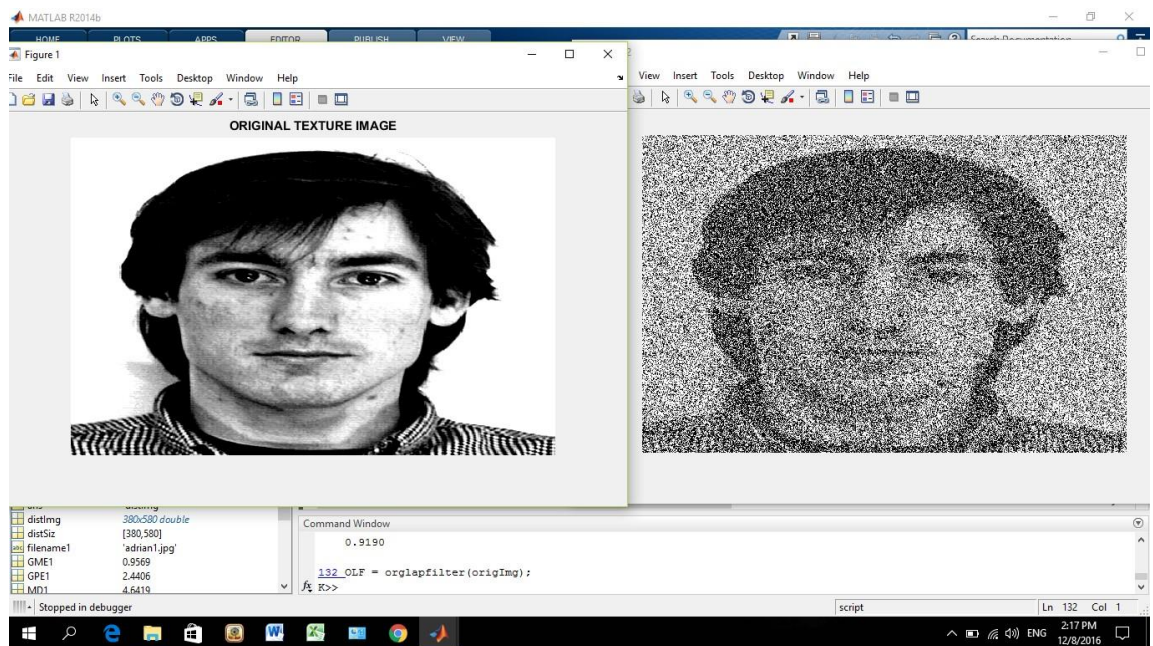 MATLAB R2014b
HOME PLOTS APPS EDITOR PUBLISH VIEW
Search Documentation
Figure 1
File Edit View Insert Tools Desktop Window Help
View Insert Tools Desktop Window Help
ORIGINAL TEXTURE IMAGE
distImg 380x580 double
distSiz [380,580]
filename1 'adrian1.jpg'
GME1 0.9569
GPE1 2.4406
MD1 4.6419
Command Window
0.9190
132 OLF = orglapfilter(origImg);
fx K>>
Stopped in debugger
script
Ln 132 Col 1
ENG
2:17 PM
12/8/2016